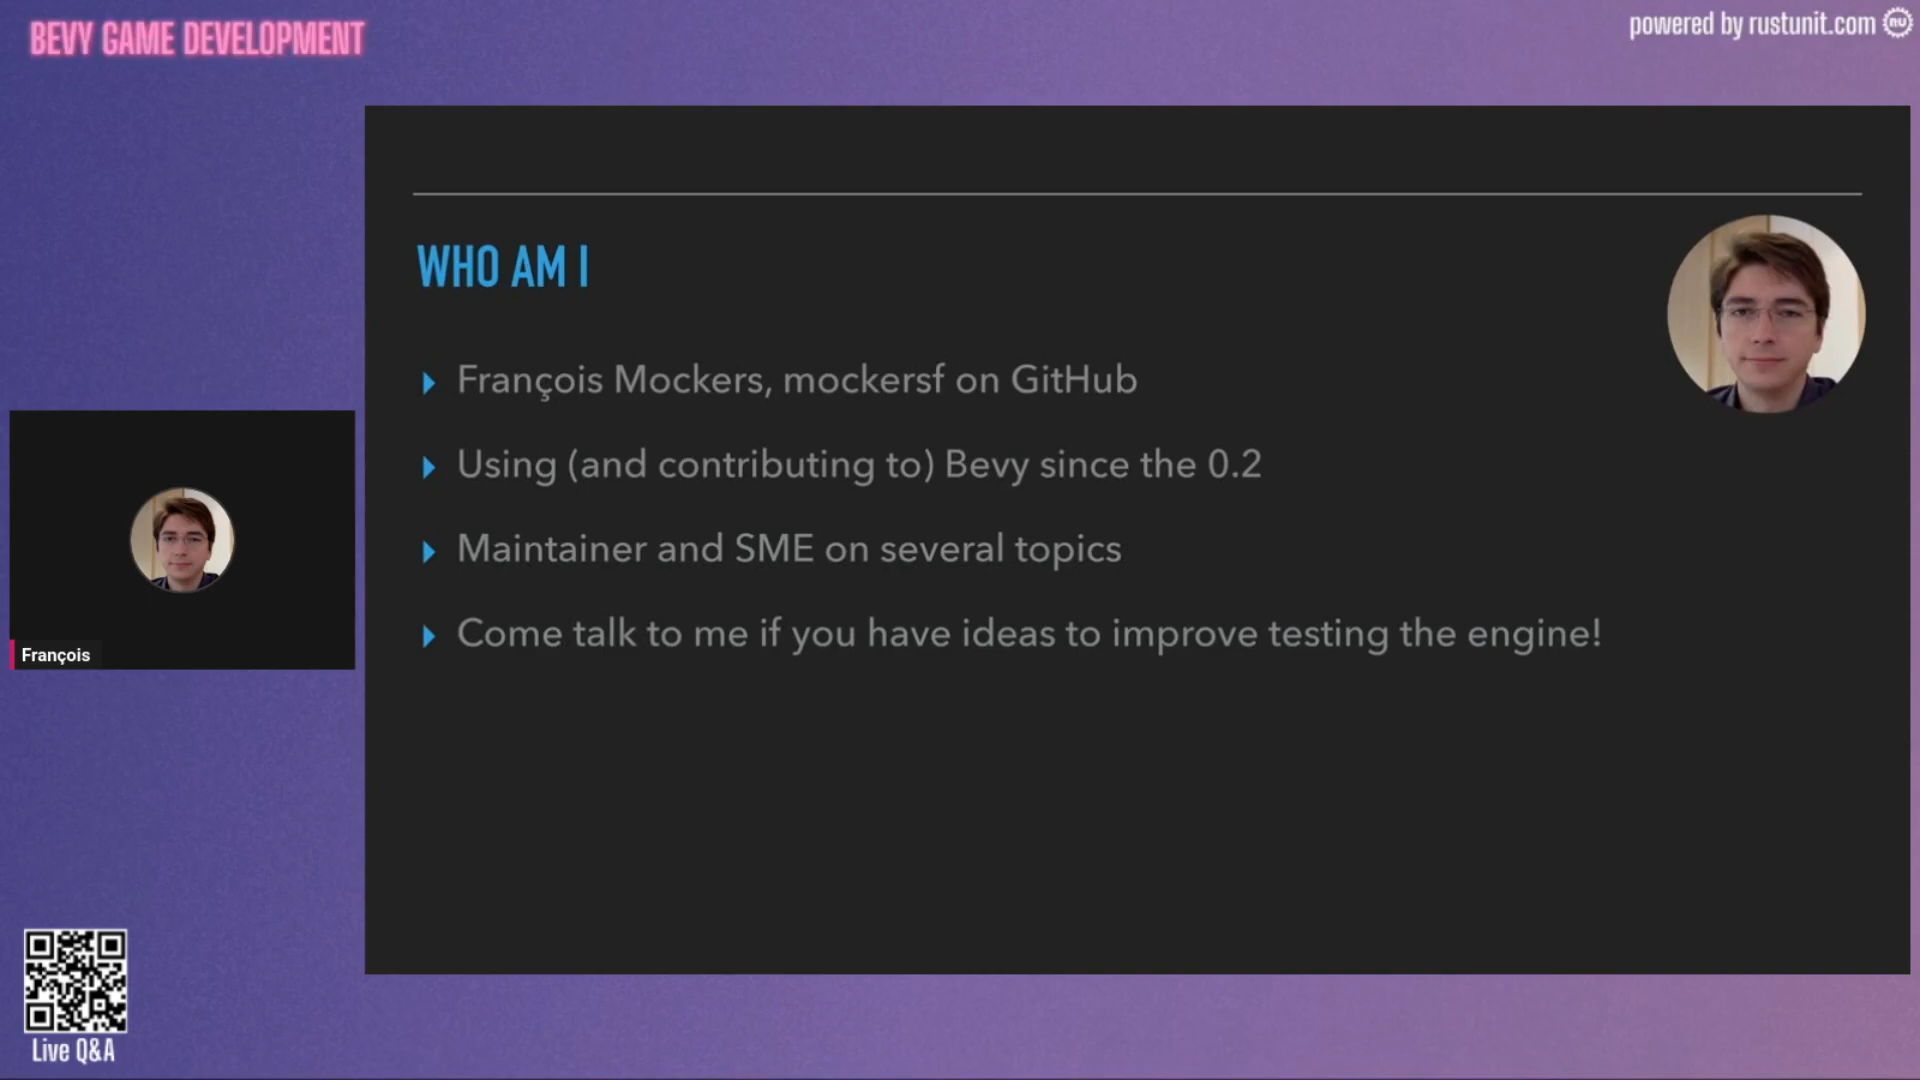 BEVY GAME DEVELOPMENT
powered by rustunit.com
RU
WHO AM I
François Mockers, mockersf on GitHub
Using (and contributing to) Bevy since the 0.2
Maintainer and SME on several topics
Come talk to me if you have ideas to improve testing the engine!
François
Live Q&A